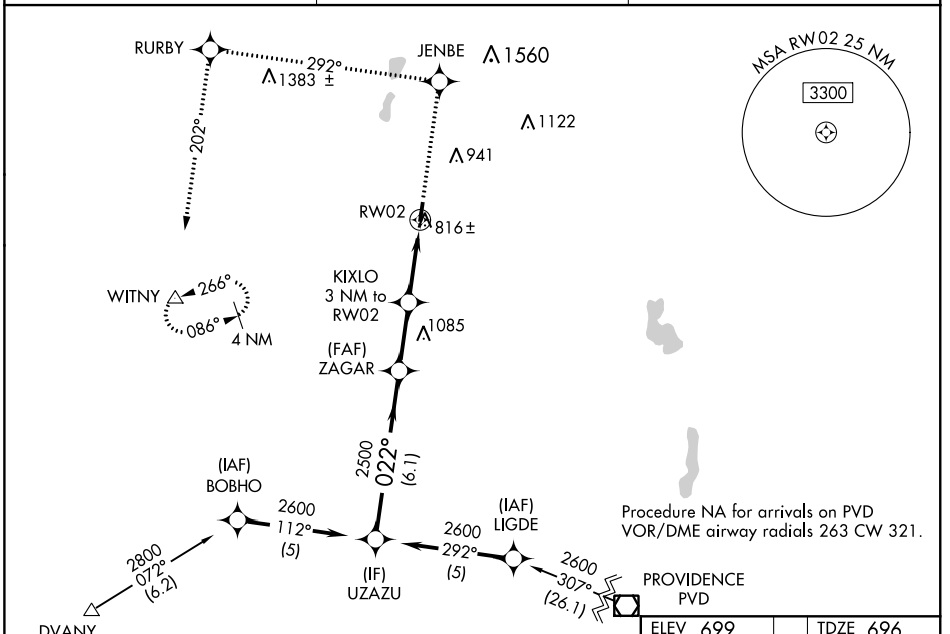 RURBY
292°
JENBE
1560
1383 ±
MSA RW02 25 NM
3300
202°
1122
941
RW02
816±
WITNY
266°
086°
4 NM
KIXLO
3 NM to
RW02
1085
(FAF)
ZAGAR
2500
022°
(6.1)
(IAF)
BOBHO
2600
112°
(5)
(IAF)
LIGDE
2600
292°
(5)
Procedure NA for arrivals on PVD
VOR/DME airway radials 263 CW 321.
2800
072°
(6.2)
(IF)
UZAZU
2600
307°
(26.1)
PROVIDENCE
PVD
DVANY
ELEV 699
TDZE 696